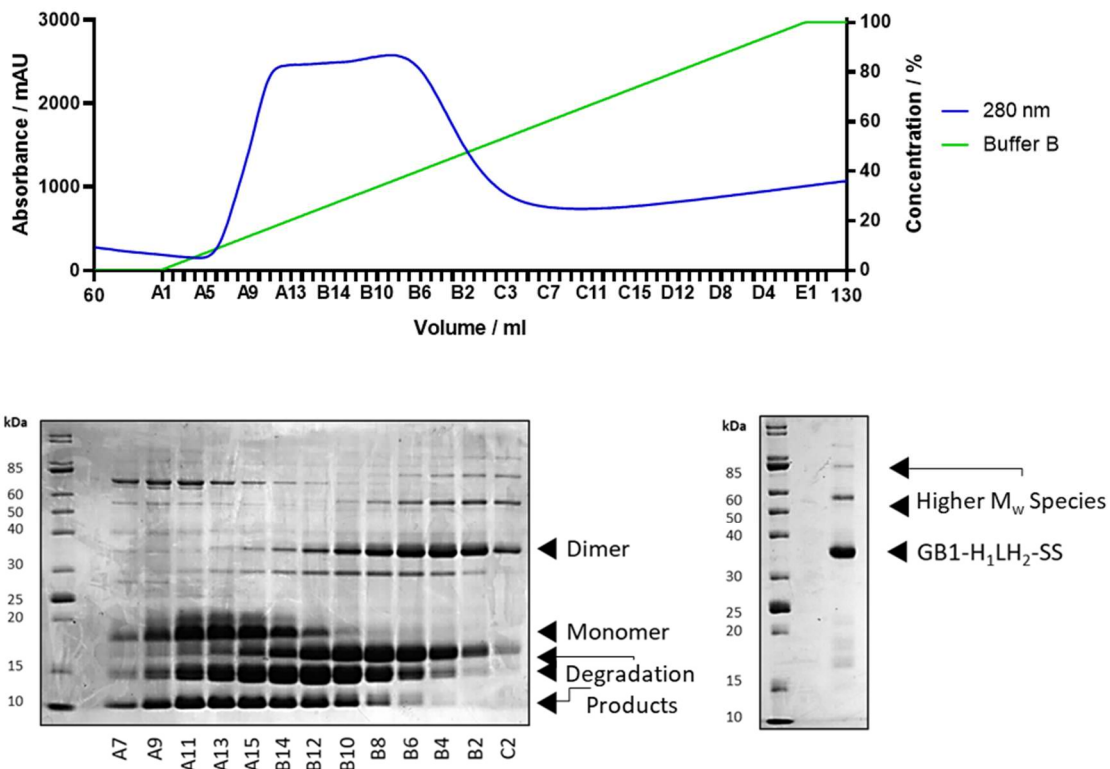 3000
2000
1000
0
Absorbance / mAU
100
80
60
40
20
0
Concentration / %
280 nm
Buffer B
60 A1 A5 A9 A13 B14 B10 B6 B2 C3 C7 C11 C15 D12 D8 D4 E1 130
Volume / ml
kDa
85
60
50
40
30
25
20
15
10
Dimer
Monomer
Degradation
Products
A7 A9 A11 A13 A15 B14 B12 B10 B8 B6 B4 B2 C2
kDa
85
60
50
40
30
25
20
15
10
Higher Mw Species
GB1-H1LH2-SS